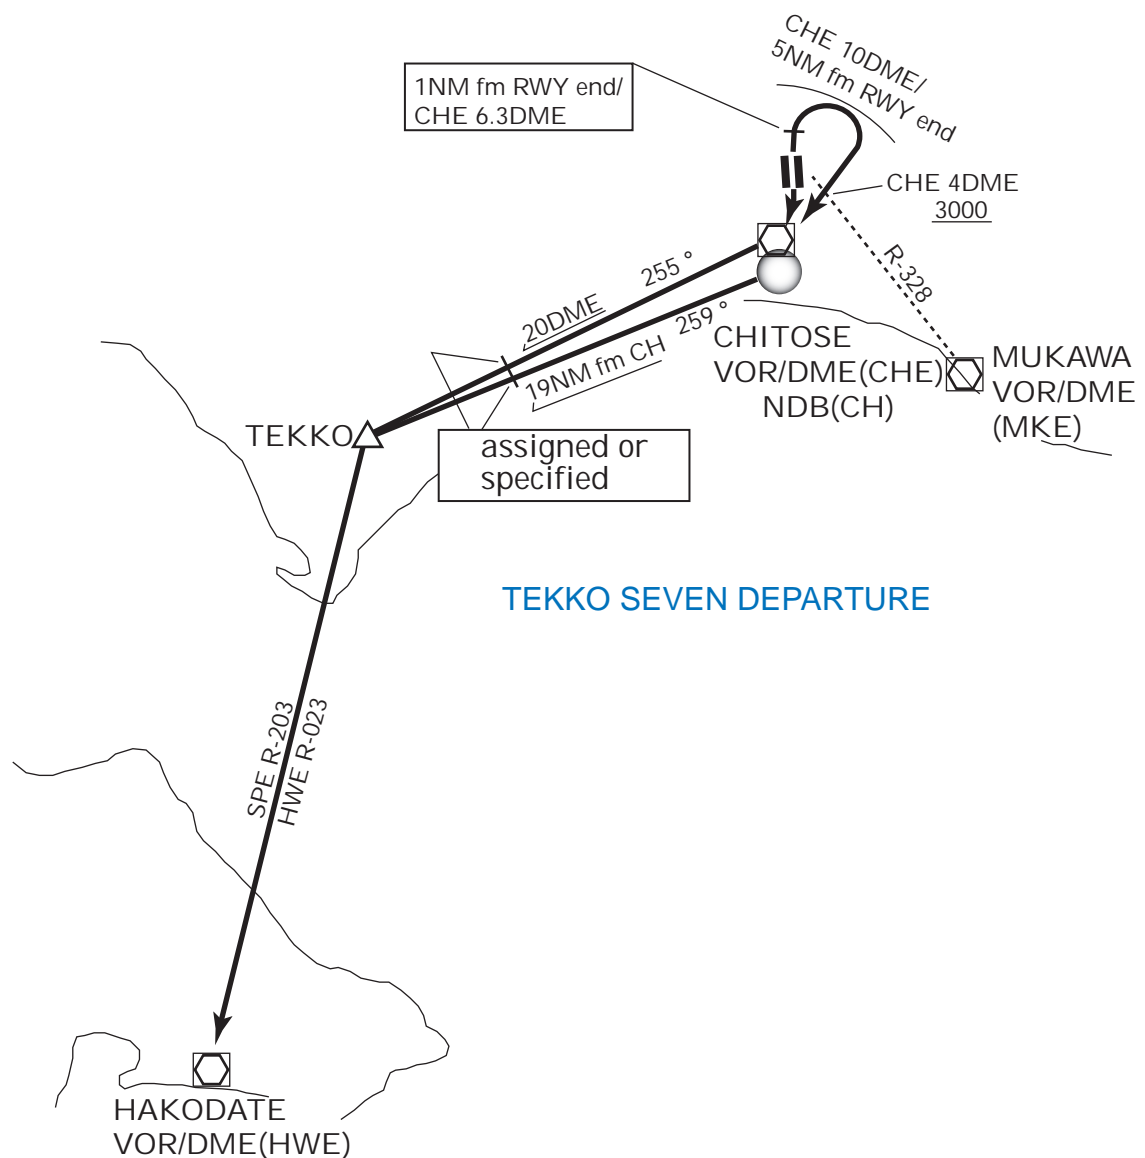 CHE 10DME/
5NM fm RWY end
1NM fm RWY end/
CHE 6.3DME
CHE 4DME
3000
R-328
255 °
20DME
259 °
19NM fm CH
CHITOSE
VOR/DME(CHE)
NDB(CH)
MUKAWA
VOR/DME
(MKE)
TEKKO
assigned or
specified
TEKKO SEVEN DEPARTURE
SPE R-203
HWE R-023
HAKODATE
VOR/DME(HWE)